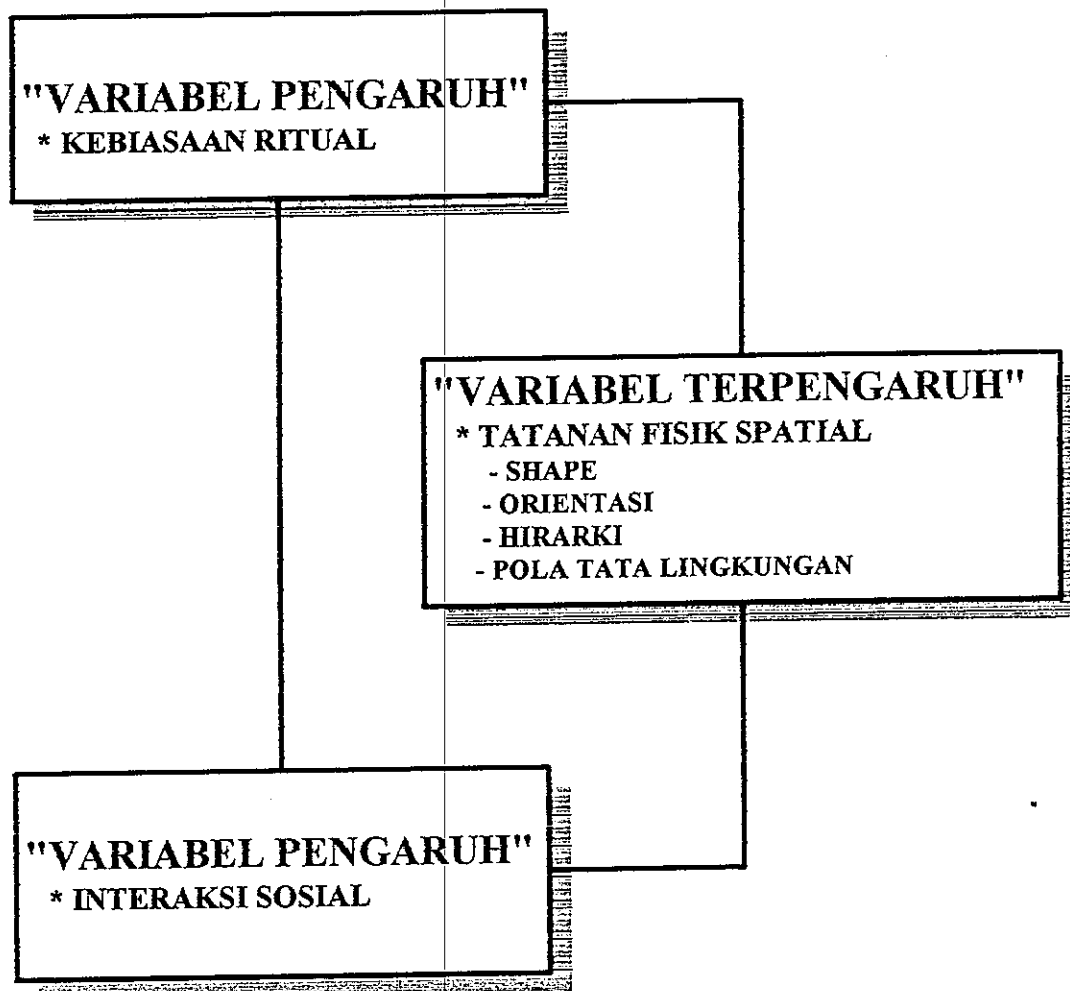 "VARIABEL PENGARUH"
* KEBIASAAN RITUAL
"VARIABEL TERPENGARUH"
* TATANAN FISIK SPATIAL
- SHAPE
- ORIENTASI
- HIRARKI
- POLA TATA LINGKUNGAN
"VARIABEL PENGARUH"
* INTERAKSI SOSIAL